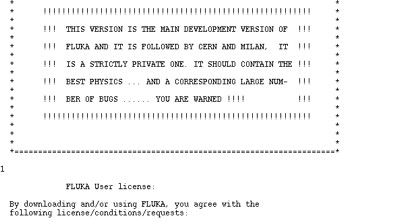 *   !!!!!!!!!!!!!!!!!!!!!!!!!!!!!!!!!!!!!!!!!!!!!!!!!!!!!!!!!   *
*   !!!  THIS VERSION IS THE MAIN DEVELOPMENT VERSION OF  !!!   *
*   !!!  FLUKA AND IT IS FOLLOWED BY CERN AND MILAN,  IT  !!!   *
*   !!!  IS A STRICTLY PRIVATE ONE. IT SHOULD CONTAIN THE !!!   *
*   !!!  BEST PHYSICS ... AND A CORRESPONDING LARGE NUM-  !!!   *
*   !!!  BER OF BUGS ...... YOU ARE WARNED !!!!           !!!   *
*   !!!!!!!!!!!!!!!!!!!!!!!!!!!!!!!!!!!!!!!!!!!!!!!!!!!!!!!!!   *
*=====================================================================*
1
FLUKA User license:
By downloading and/or using FLUKA, you agree with the
following license/conditions/requests: